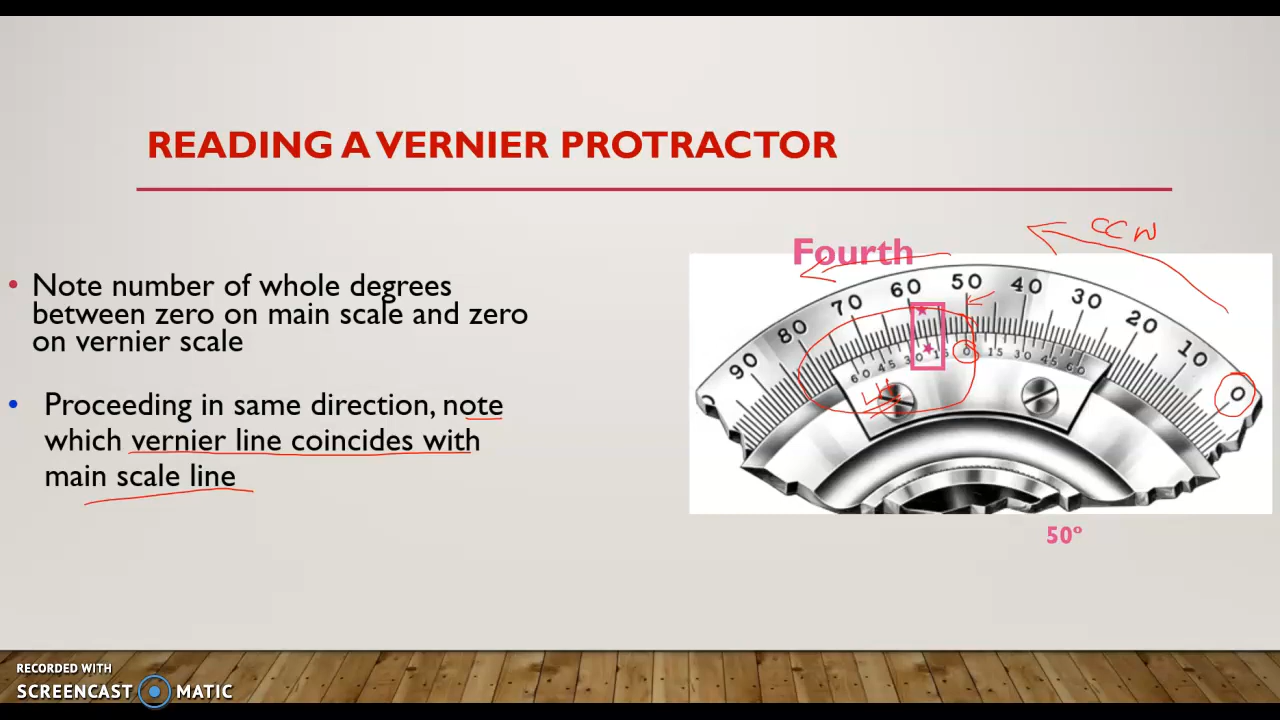 READING A VERNIER PROTRACTOR
• Note number of whole degrees
between zero on main scale and zero
on vernier scale
• Proceeding in same direction, note
which vernier line coincides with
main scale line
CCW
Fourth
90 80 70 60 50 40 30 20 10 0
60 45 30 15 0 15 30 45 60
50°
RECORDED WITH
SCREENCAST MATIC